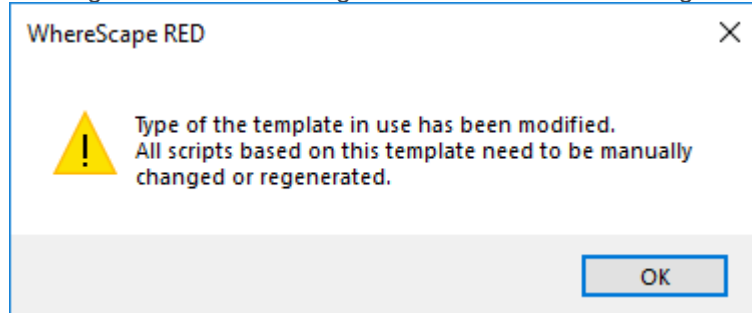 WhereScape RED
Type of the template in use has been modified.
All scripts based on this template need to be manually
changed or regenerated.
OK